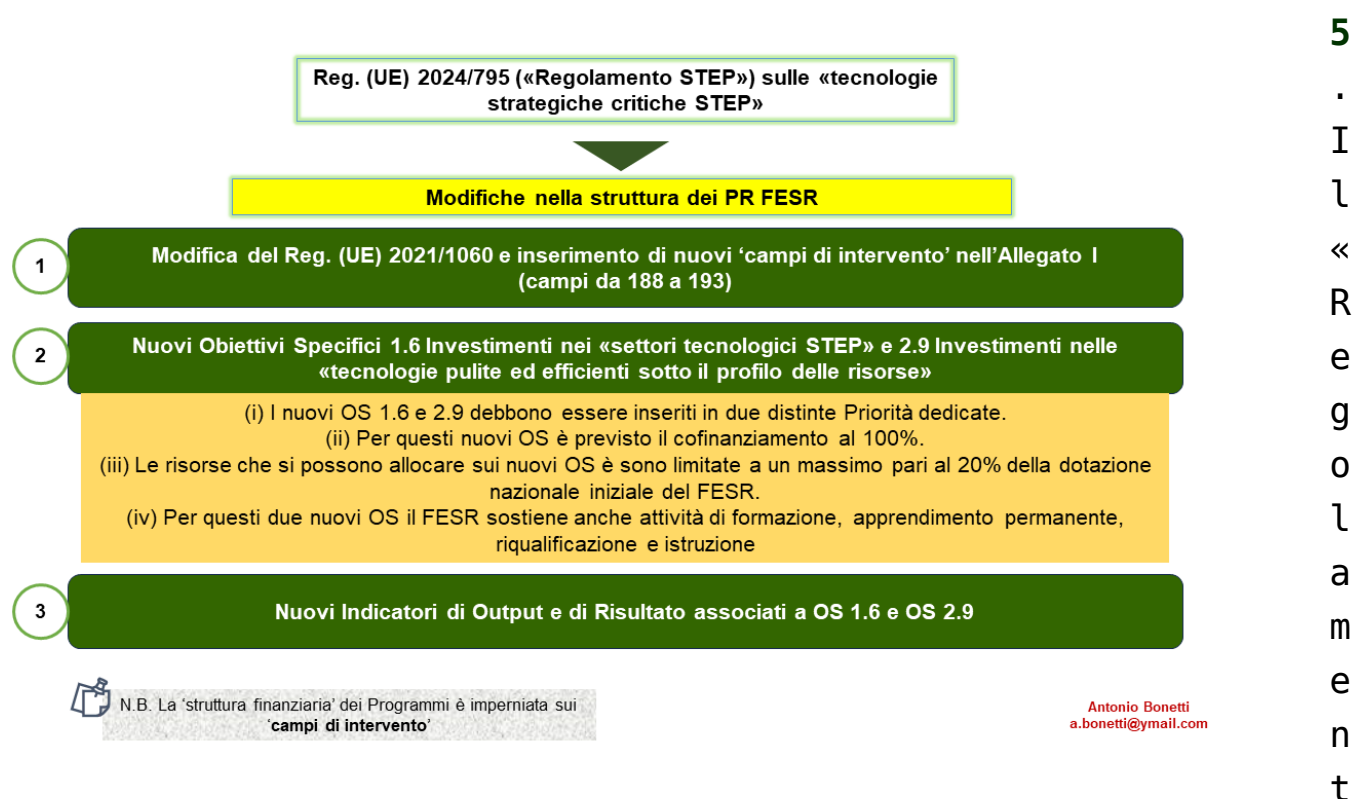 Reg. (UE) 2024/795 («Regolamento STEP») sulle «tecnologie
strategiche critiche STEP»
Modifiche nella struttura dei PR FESR
1
Modifica del Reg. (UE) 2021/1060 e inserimento di nuovi ‘campi di intervento’ nell’Allegato I
(campi da 188 a 193)
2
Nuovi Obiettivi Specifici 1.6 Investimenti nei «settori tecnologici STEP» e 2.9 Investimenti nelle
«tecnologie pulite ed efficienti sotto il profilo delle risorse»
(i) I nuovi OS 1.6 e 2.9 debbono essere inseriti in due distinte Priorità dedicate.
(ii) Per questi nuovi OS è previsto il cofinanziamento al 100%.
(iii) Le risorse che si possono allocare sui nuovi OS è sono limitate a un massimo pari al 20% della dotazione
nazionale iniziale del FESR.
(iv) Per questi due nuovi OS il FESR sostiene anche attività di formazione, apprendimento permanente,
riqualificazione e istruzione
3
Nuovi Indicatori di Output e di Risultato associati a OS 1.6 e OS 2.9
N.B. La ‘struttura finanziaria’ dei Programmi è imperniata sui
‘campi di intervento’
Antonio Bonetti
a.bonetti@ymail.com
5. Il «Regolament